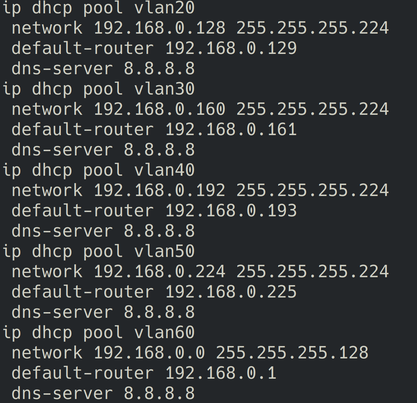 ip dhcp pool vlan20
 network 192.168.0.128 255.255.255.224
 default-router 192.168.0.129
 dns-server 8.8.8.8
ip dhcp pool vlan30
 network 192.168.0.160 255.255.255.224
 default-router 192.168.0.161
 dns-server 8.8.8.8
ip dhcp pool vlan40
 network 192.168.0.192 255.255.255.224
 default-router 192.168.0.193
 dns-server 8.8.8.8
ip dhcp pool vlan50
 network 192.168.0.224 255.255.255.224
 default-router 192.168.0.225
 dns-server 8.8.8.8
ip dhcp pool vlan60
 network 192.168.0.0 255.255.255.128
 default-router 192.168.0.1
 dns-server 8.8.8.8